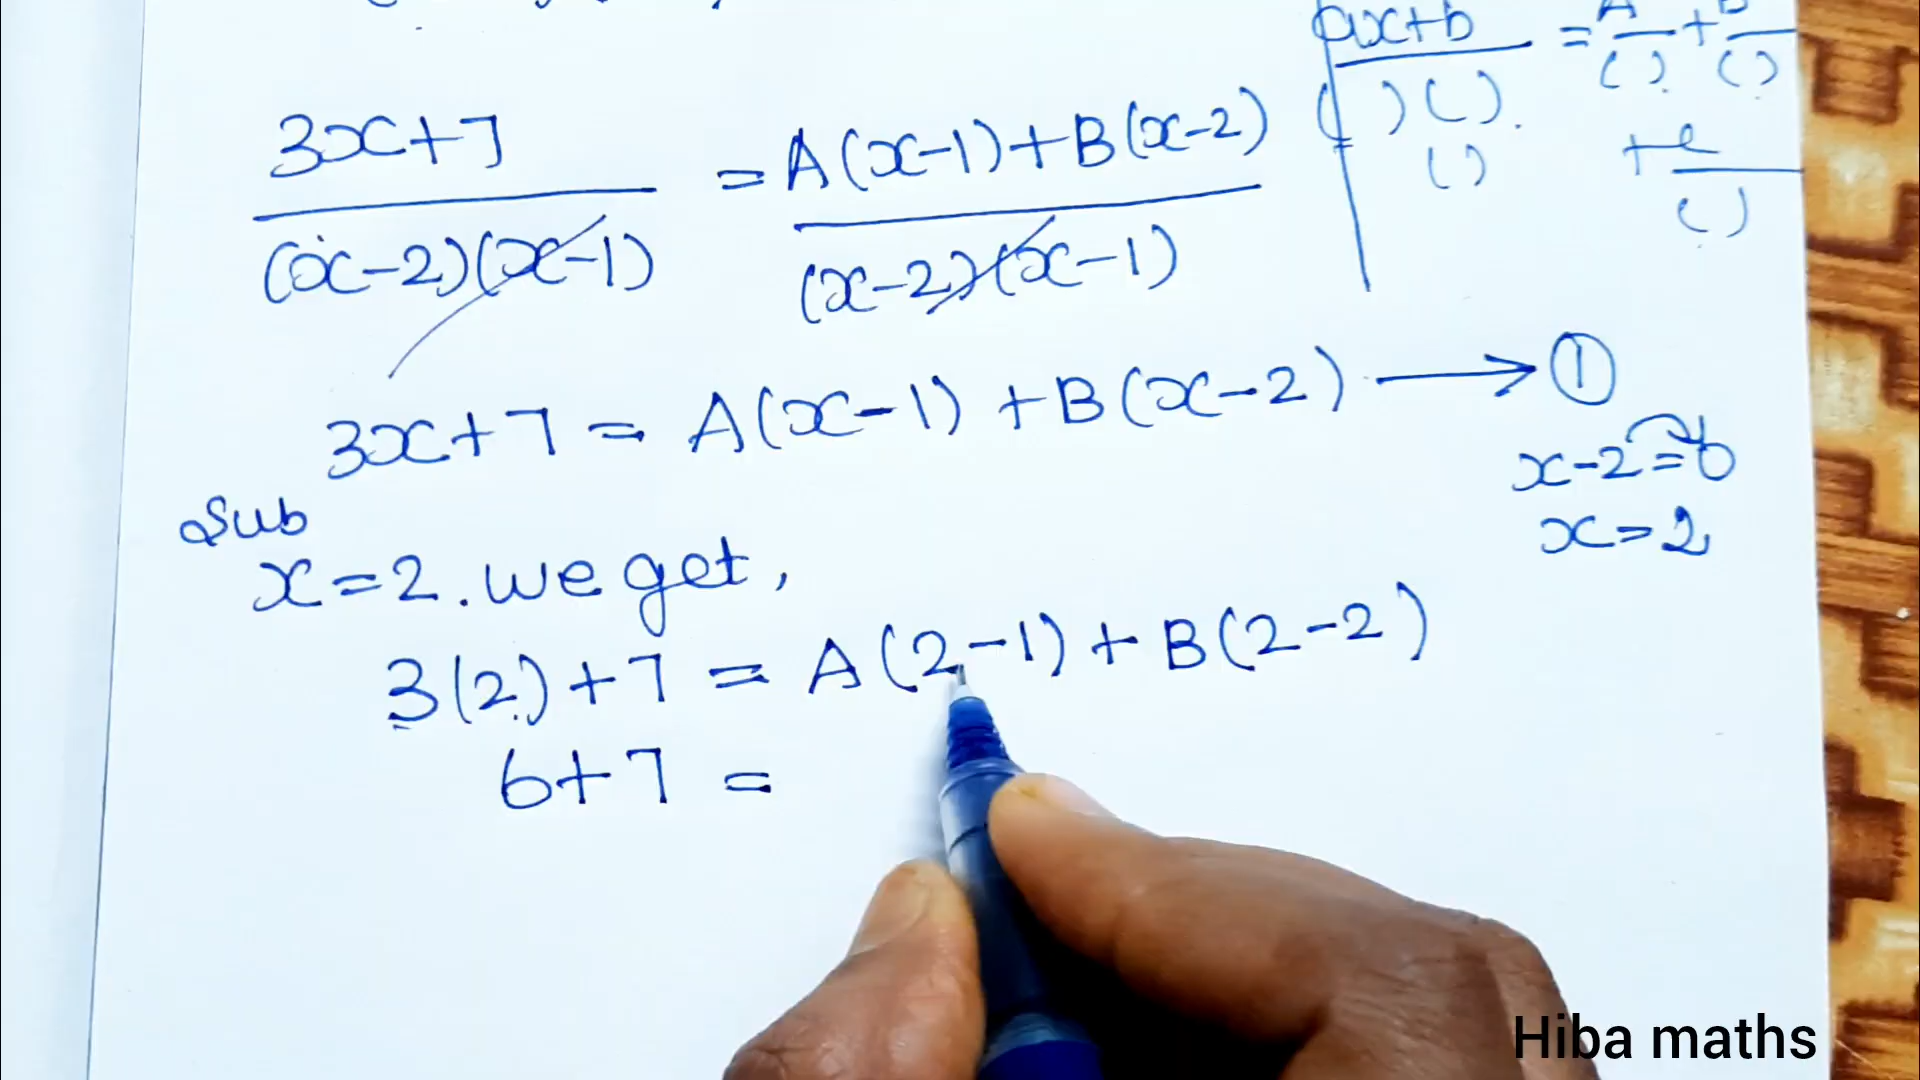 ax+b / ( )( )( ) = A/( ) + B/( ) + e/( )
3x+7 / (x-2)(x-1) = A(x-1)+B(x-2) / (x-2)(x-1)
3x+7 = A(x-1) + B(x-2) → ①
x-2=0
x=2
Sub
x=2. we get,
3(2)+7 = A(2-1) + B(2-2)
6+7 =
Hiba maths